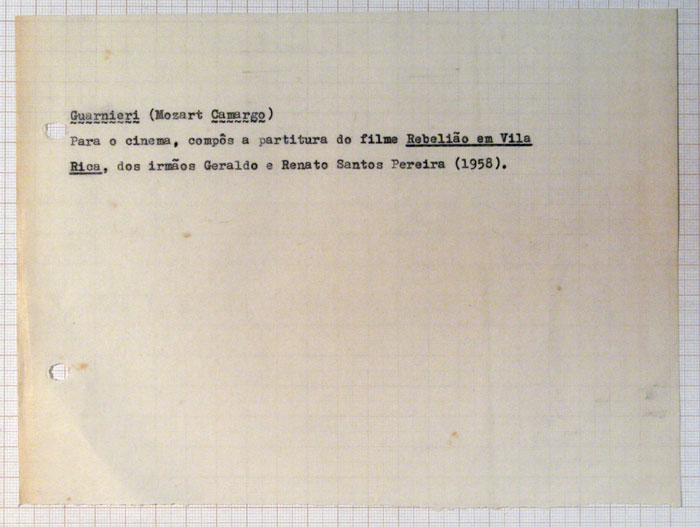 Guarnieri (Mozart Camargo)
Para o cinema, compôs a partitura do filme Rebelião em Vila
Rica, dos irmãos Geraldo e Renato Santos Pereira (1958).